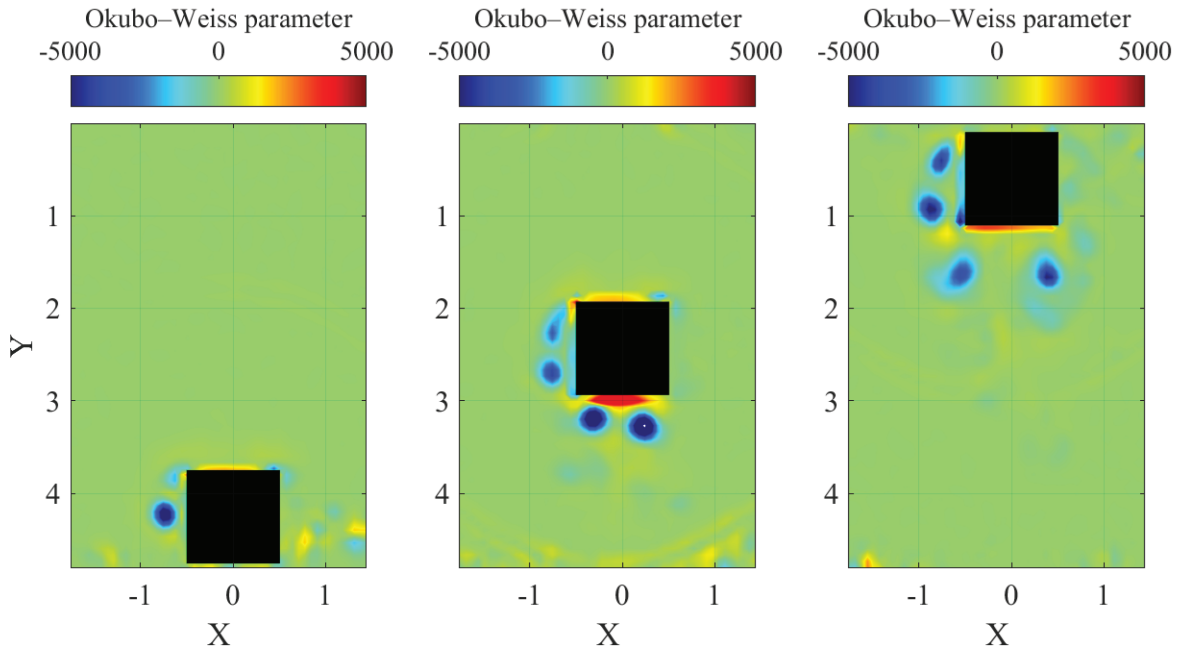 Okubo–Weiss parameter Okubo–Weiss parameter Okubo–Weiss parameter
-5000 0 5000 -5000 0 5000 -5000 0 5000
1 1 1
2 2 2
Y
3 3 3
4 4 4
-1 0 1 -1 0 1 -1 0 1
X X X